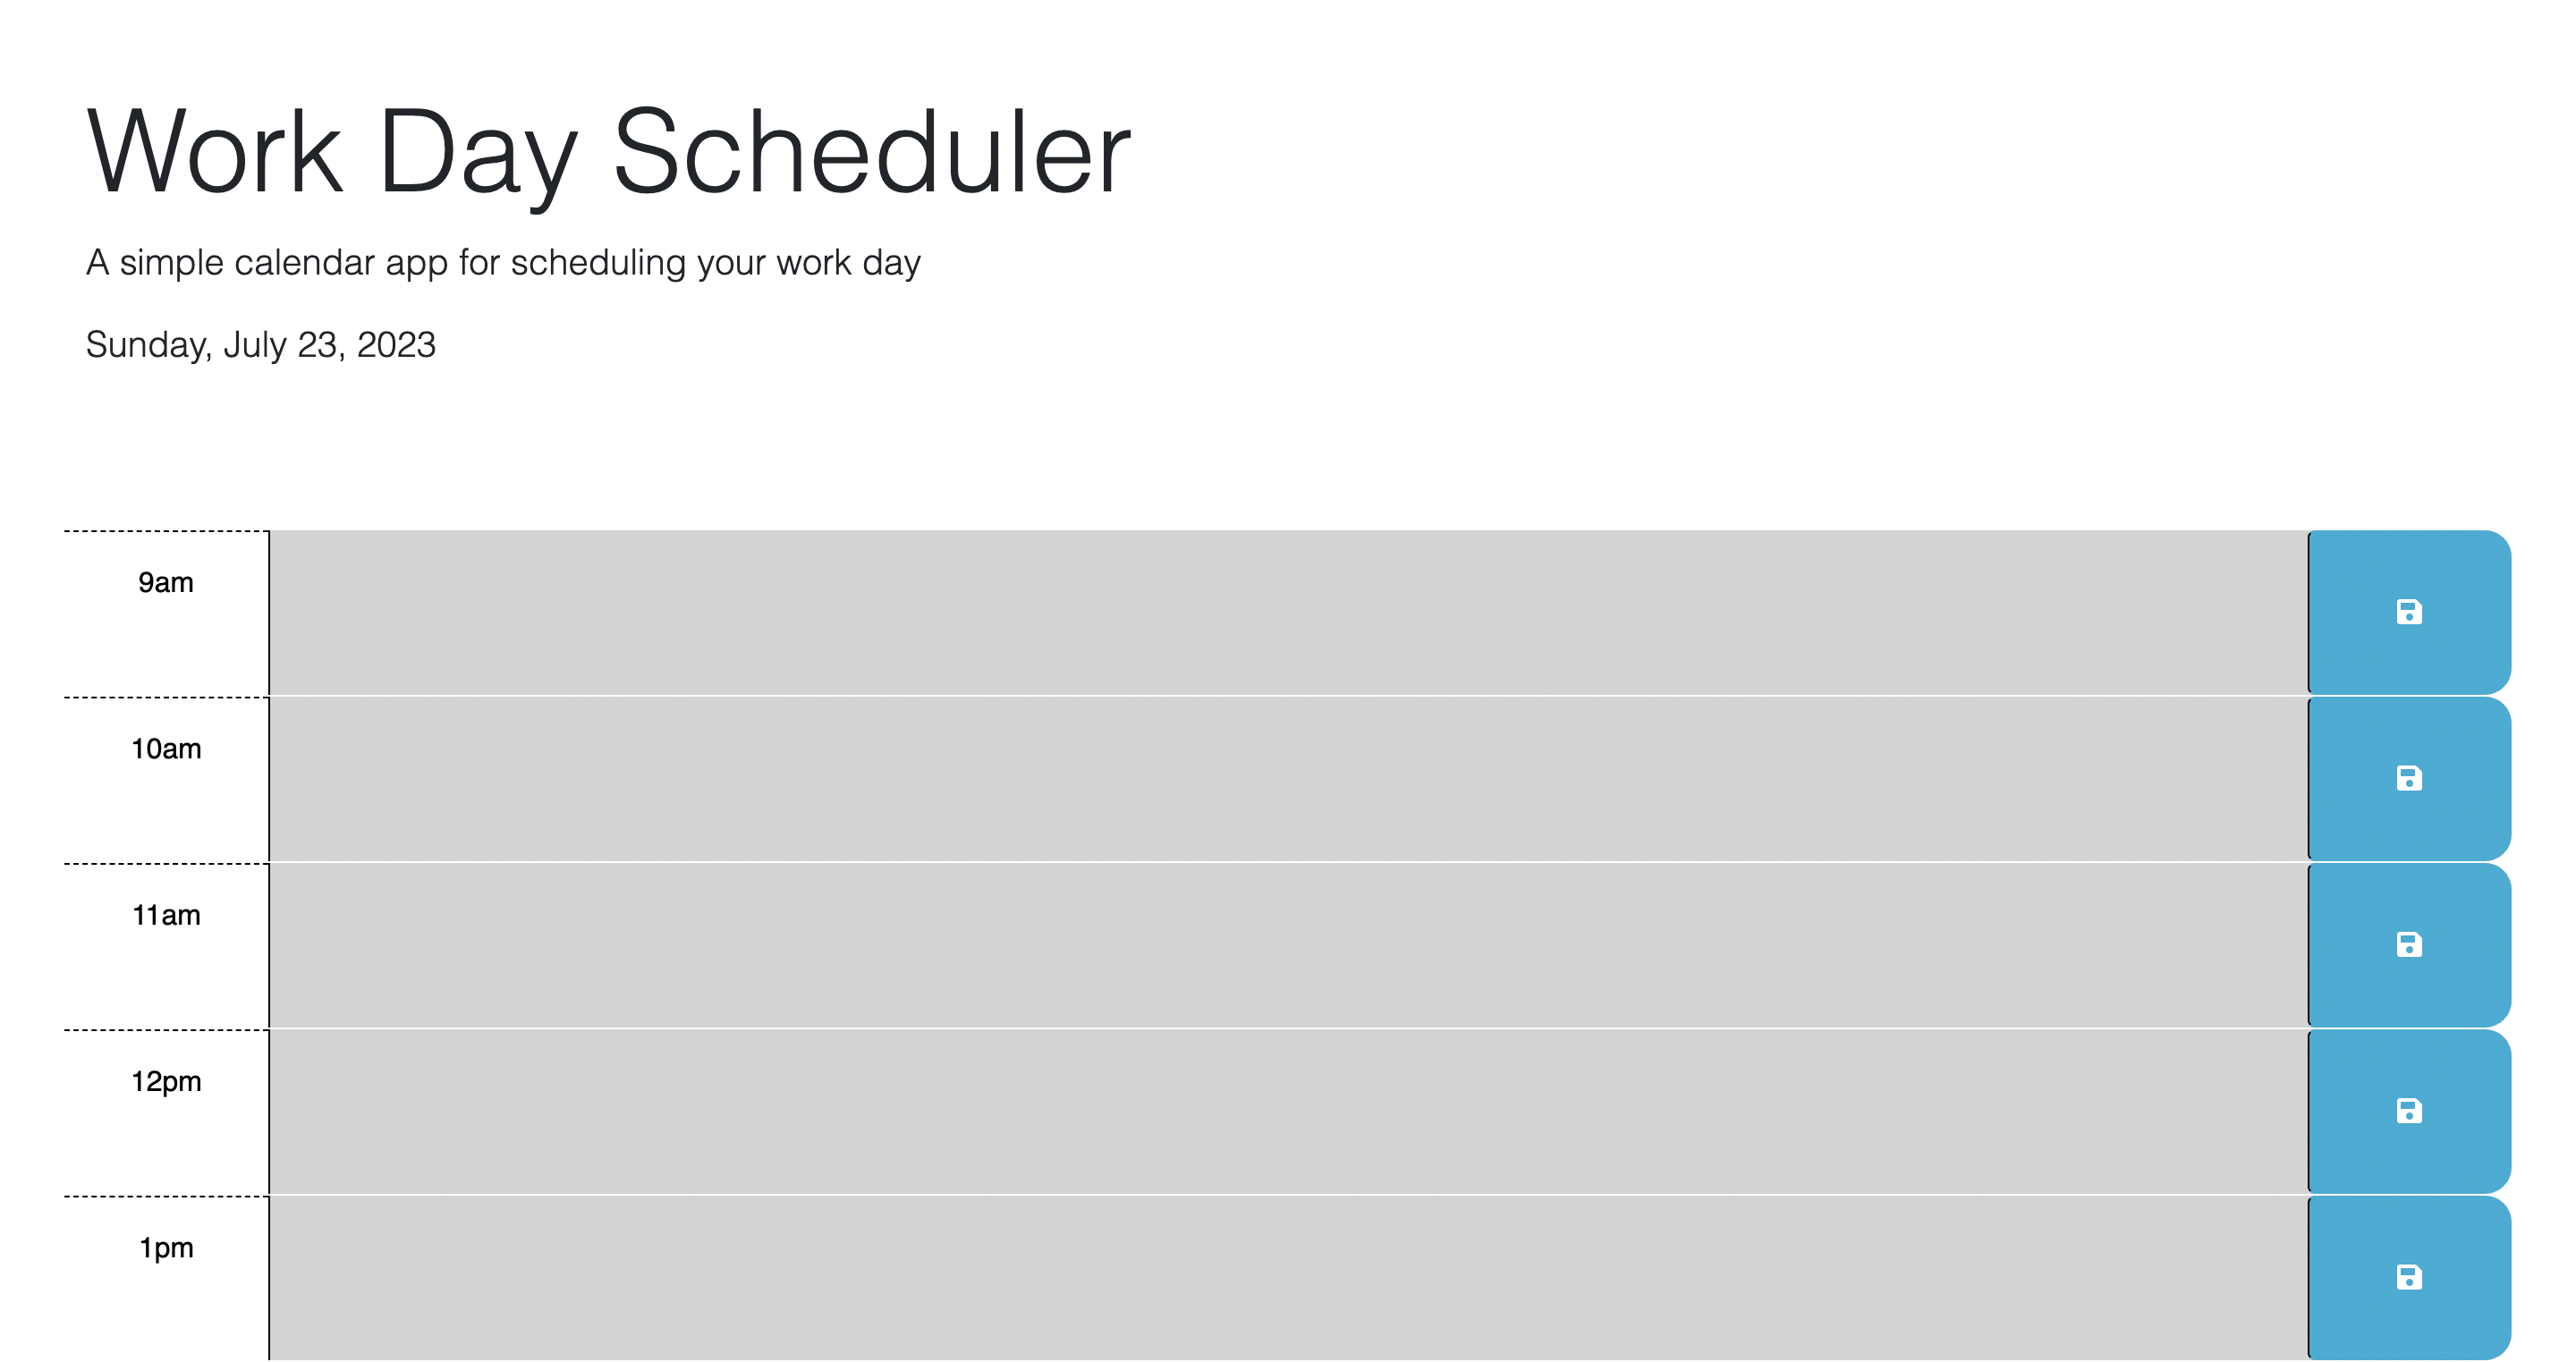 Work Day Scheduler
A simple calendar app for scheduling your work day
Sunday, July 23, 2023
9am
10am
11am
12pm
1pm